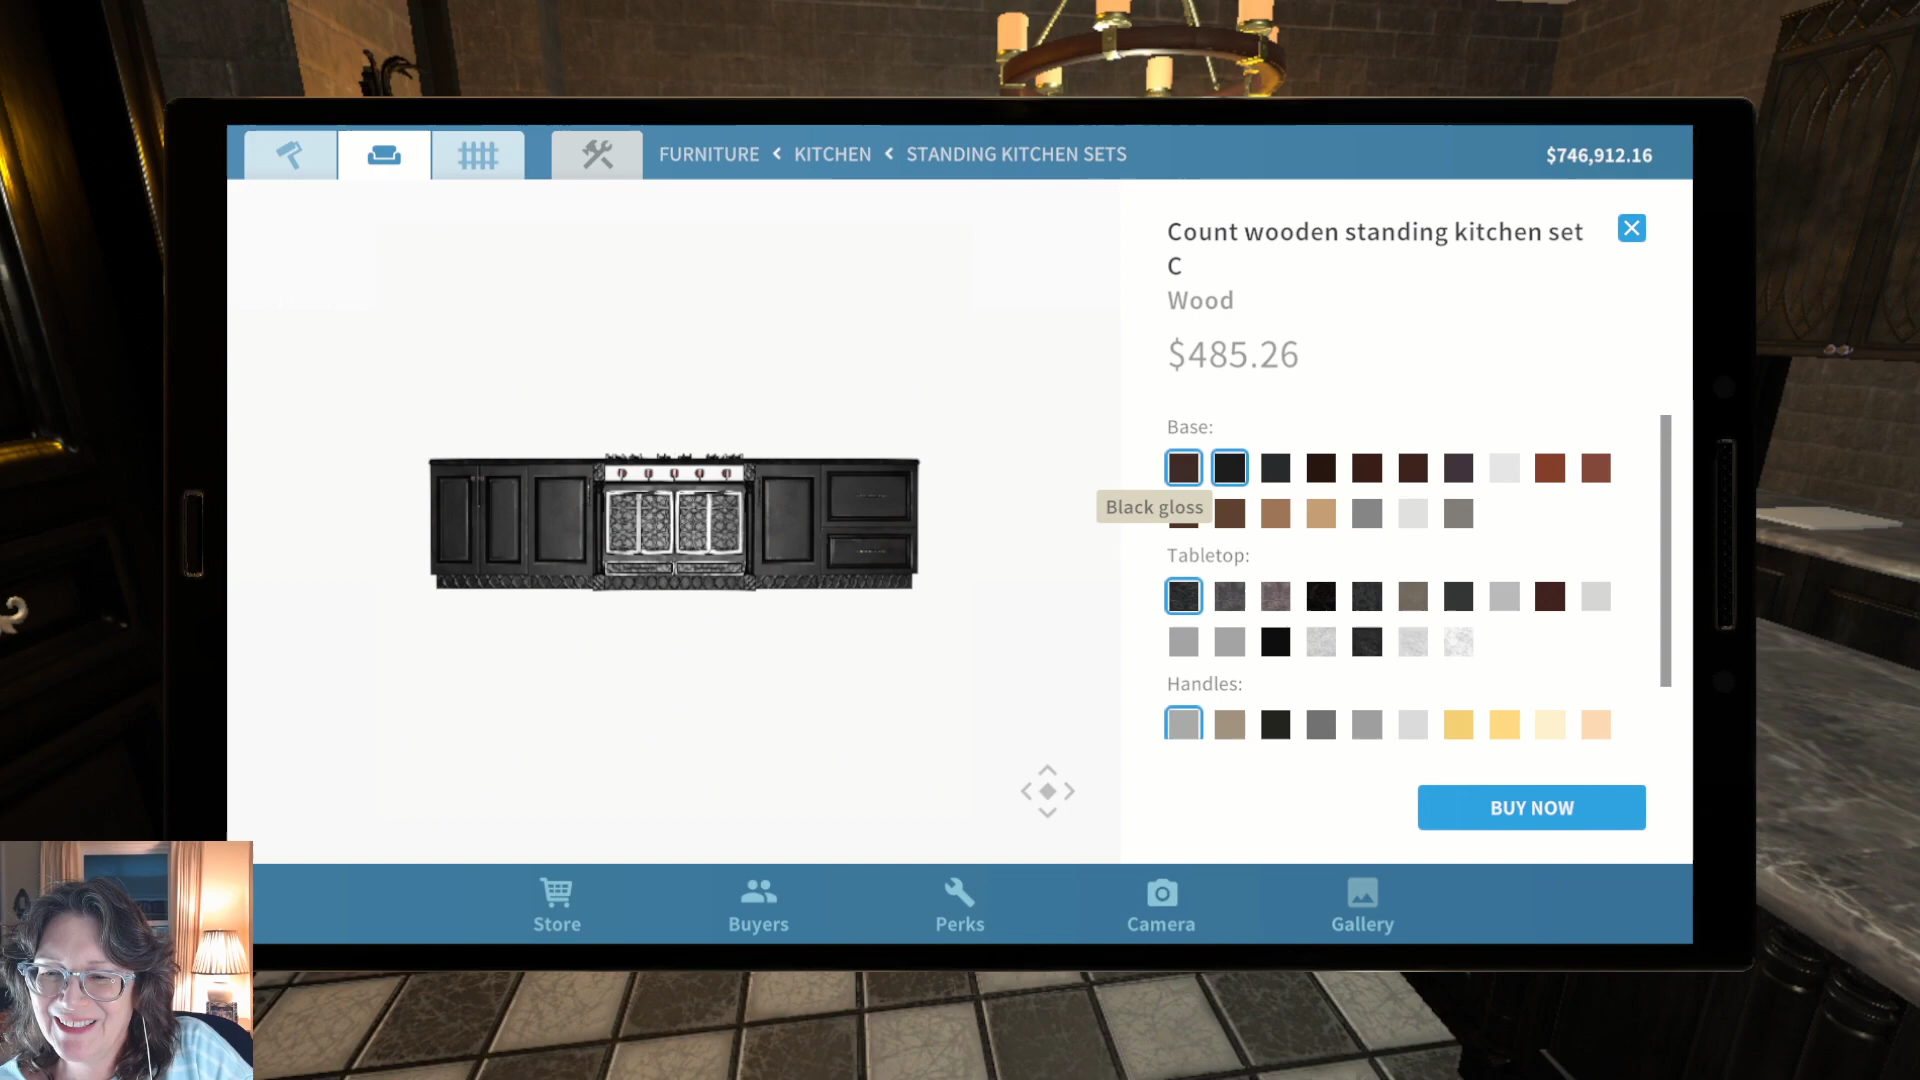 FURNITURE < KITCHEN < STANDING KITCHEN SETS
$746,912.16
Count wooden standing kitchen set
C
Wood
$485.26
Base:
Black gloss
Tabletop:
Handles:
BUY NOW
Store
Buyers
Perks
Camera
Gallery